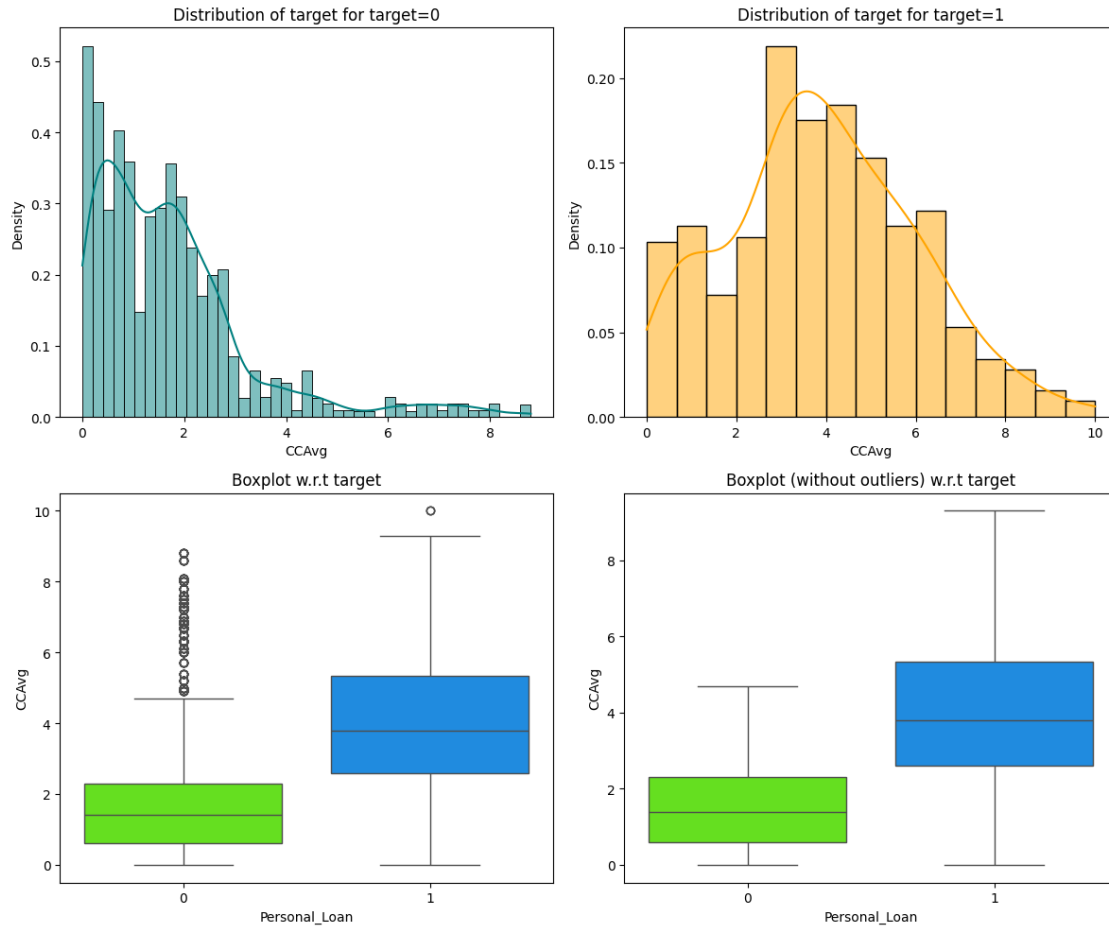 Distribution of target for target=0
Density
0.5
0.4
0.3
0.2
0.1
0.0
0 2 4 6 8
CCAvg
Distribution of target for target=1
Density
0.20
0.15
0.10
0.05
0.00
0 2 4 6 8 10
CCAvg
Boxplot w.r.t target
CCAvg
10
8
6
4
2
0
0 1
Personal_Loan
Boxplot (without outliers) w.r.t target
CCAvg
8
6
4
2
0
0 1
Personal_Loan